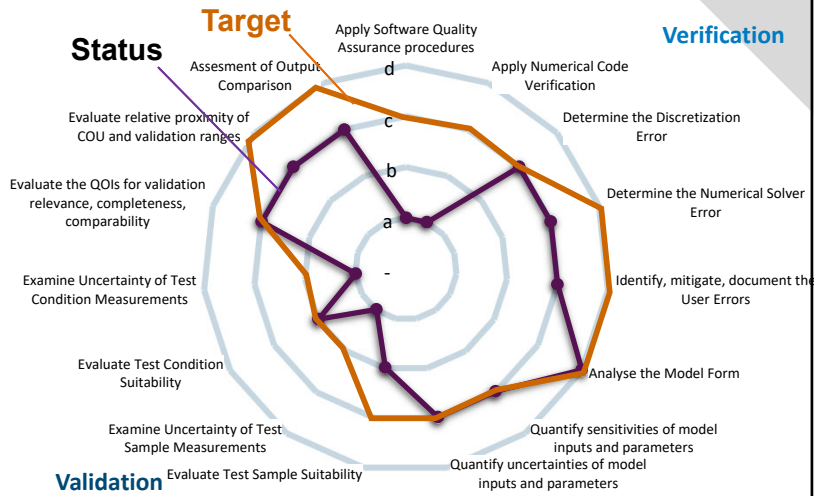 Target
Status
Verification
Apply Software Quality
Assurance procedures
Apply Numerical Code
Verification
Determine the Discretization
Error
Determine the Numerical Solver
Error
Identify, mitigate, document the
User Errors
Analyse the Model Form
Quantify sensitivities of model
inputs and parameters
Quantify uncertainties of model
inputs and parameters
Evaluate Test Sample Suitability
Examine Uncertainty of Test
Sample Measurements
Evaluate Test Condition
Suitability
Examine Uncertainty of Test
Condition Measurements
Evaluate the QOIs for validation
relevance, completeness,
comparability
Evaluate relative proximity of
COU and validation ranges
Assesment of Output
Comparison
d
c
b
a
-
Validation